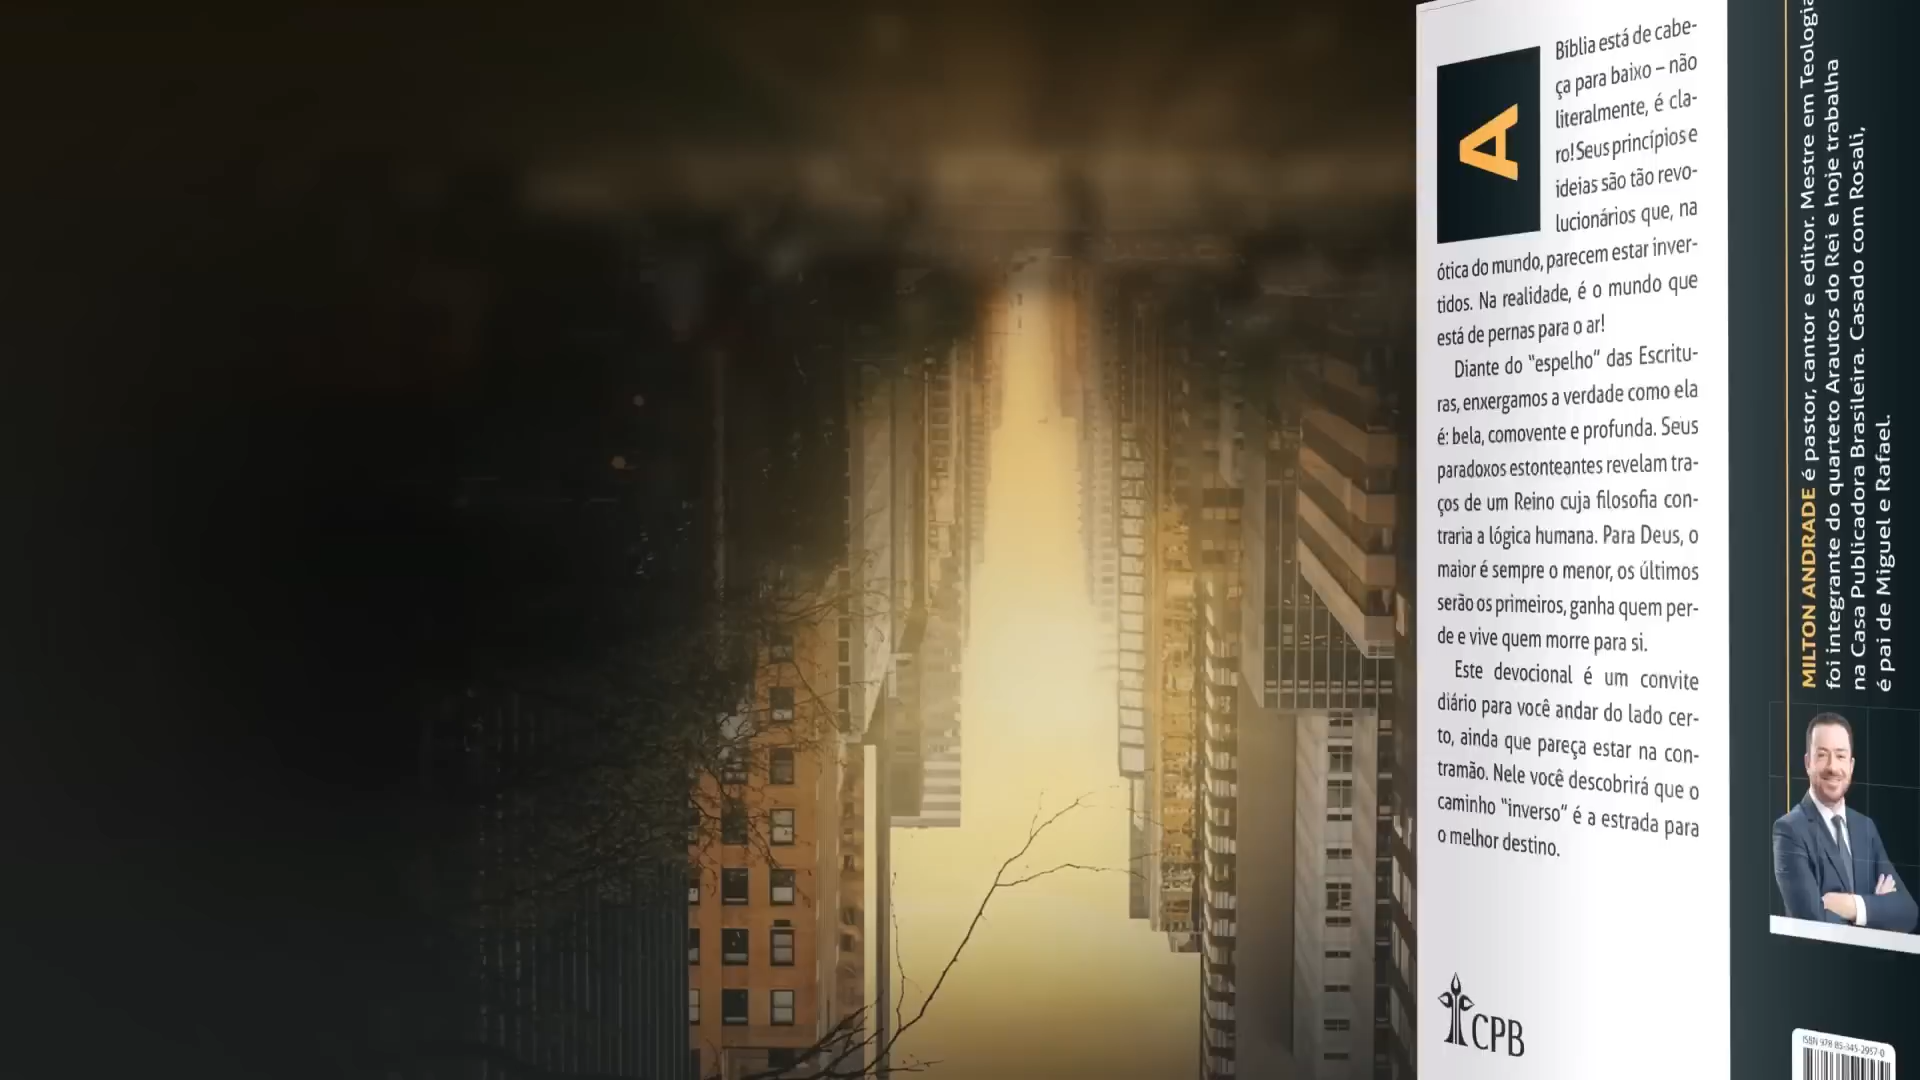 A
Bíblia está de cabe-
ça para baixo – não
literalmente, é cla-
ro! Seus princípios e
ideias são tão revo-
lucionários que, na
ótica do mundo, parecem estar inver-
tidos. Na realidade, é o mundo que
está de pernas para o ar!
Diante do “espelho” das Escritu-
ras, enxergamos a verdade como ela
é: bela, comovente e profunda. Seus
paradoxos estonteantes revelam tra-
ços de um Reino cuja filosofia con-
traria a lógica humana. Para Deus, o
maior é sempre o menor, os últimos
serão os primeiros, ganha quem per-
de e vive quem morre para si.
Este devocional é um convite
diário para você andar do lado cer-
to, ainda que pareça estar na con-
tramão. Nele você descobrirá que o
caminho “inverso” é a estrada para
o melhor destino.
CPB
MILTON ANDRADE é pastor, cantor e editor. Mestre em Teologia
foi integrante do quarteto Arautos do Rei e hoje trabalha
na Casa Publicadora Brasileira. Casado com Rosali,
é pai de Miguel e Rafael.
ISBN 978 85-345-2957-0